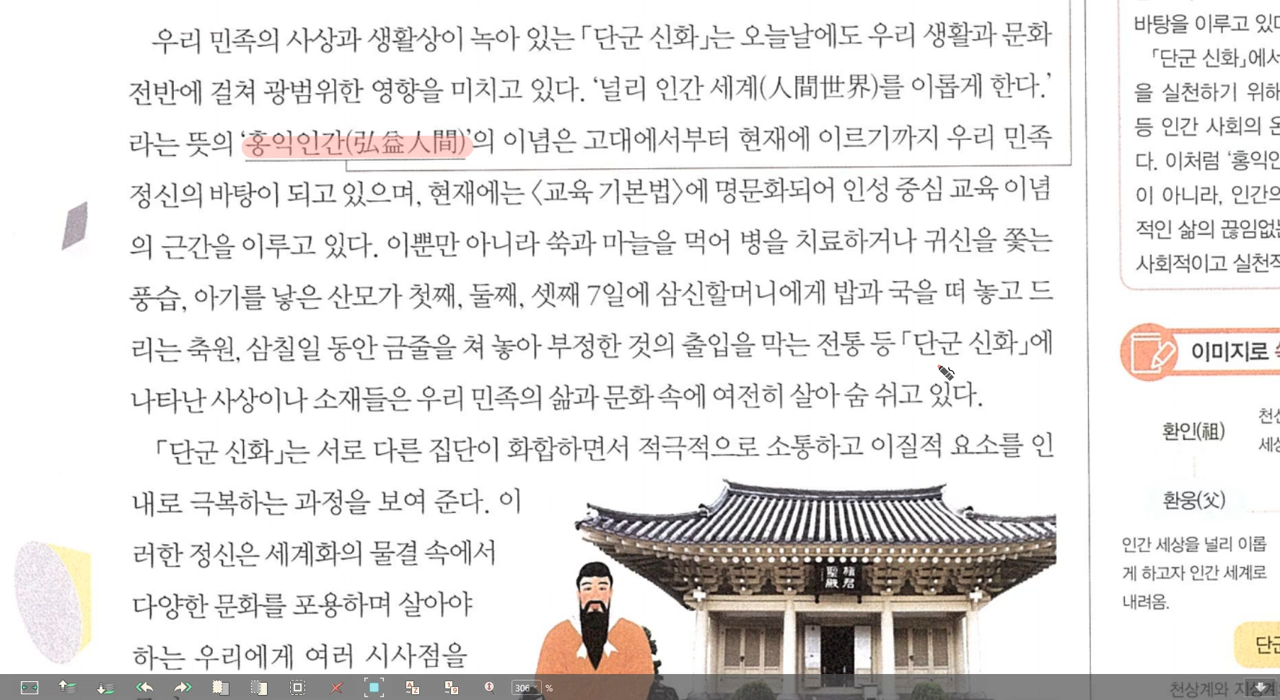 우리 민족의 사상과 생활상이 녹아 있는 「단군 신화」는 오늘날에도 우리 생활과 문화
전반에 걸쳐 광범위한 영향을 미치고 있다. ‘널리 인간 세계(人間世界)를 이롭게 한다.’
라는 뜻의 ‘홍익인간(弘益人間)’의 이념은 고대에서부터 현재에 이르기까지 우리 민족
정신의 바탕이 되고 있으며, 현재에는 〈교육 기본법〉에 명문화되어 인성 중심 교육 이념
의 근간을 이루고 있다. 이뿐만 아니라 쑥과 마늘을 먹어 병을 치료하거나 귀신을 쫓는
풍습, 아기를 낳은 산모가 첫째, 둘째, 셋째 7일에 삼신할머니에게 밥과 국을 떠 놓고 드
리는 축원, 삼칠일 동안 금줄을 쳐 놓아 부정한 것의 출입을 막는 전통 등 「단군 신화」에
나타난 사상이나 소재들은 우리 민족의 삶과 문화 속에 여전히 살아 숨 쉬고 있다.
「단군 신화」는 서로 다른 집단이 화합하면서 적극적으로 소통하고 이질적 요소를 인
내로 극복하는 과정을 보여 준다. 이
러한 정신은 세계화의 물결 속에서
다양한 문화를 포용하며 살아야
하는 우리에게 여러 시사점을
바탕을 이루고 있다
「단군 신화」에서
을 실천하기 위해
등 인간 사회의 온
다. 이처럼 ‘홍익인
이 아니라, 인간의
적인 삶의 끊임없는
사회적이고 실천적
이미지로
환인(祖)
천상
세상
환웅(父)
인간 세상을 널리 이롭
게 하고자 인간 세계로
내려옴.
단군
천상계와
306 %